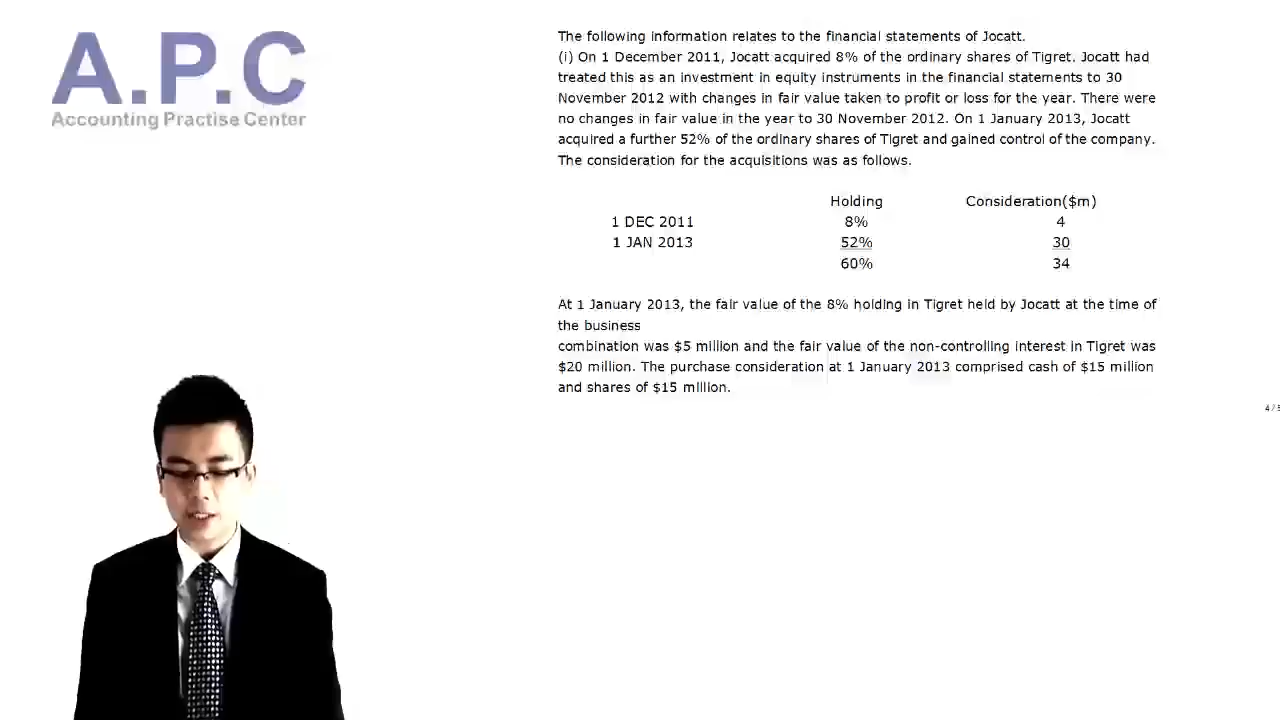 A.P.C
Accounting Practise Center
The following information relates to the financial statements of Jocatt.
(i) On 1 December 2011, Jocatt acquired 8% of the ordinary shares of Tigret. Jocatt had
treated this as an investment in equity instruments in the financial statements to 30
November 2012 with changes in fair value taken to profit or loss for the year. There were
no changes in fair value in the year to 30 November 2012. On 1 January 2013, Jocatt
acquired a further 52% of the ordinary shares of Tigret and gained control of the company.
The consideration for the acquisitions was as follows.
Holding Consideration($m)
1 DEC 2011 8% 4
1 JAN 2013 52% 30
60% 34
At 1 January 2013, the fair value of the 8% holding in Tigret held by Jocatt at the time of
the business
combination was $5 million and the fair value of the non-controlling interest in Tigret was
$20 million. The purchase consideration at 1 January 2013 comprised cash of $15 million
and shares of $15 million.
4/5